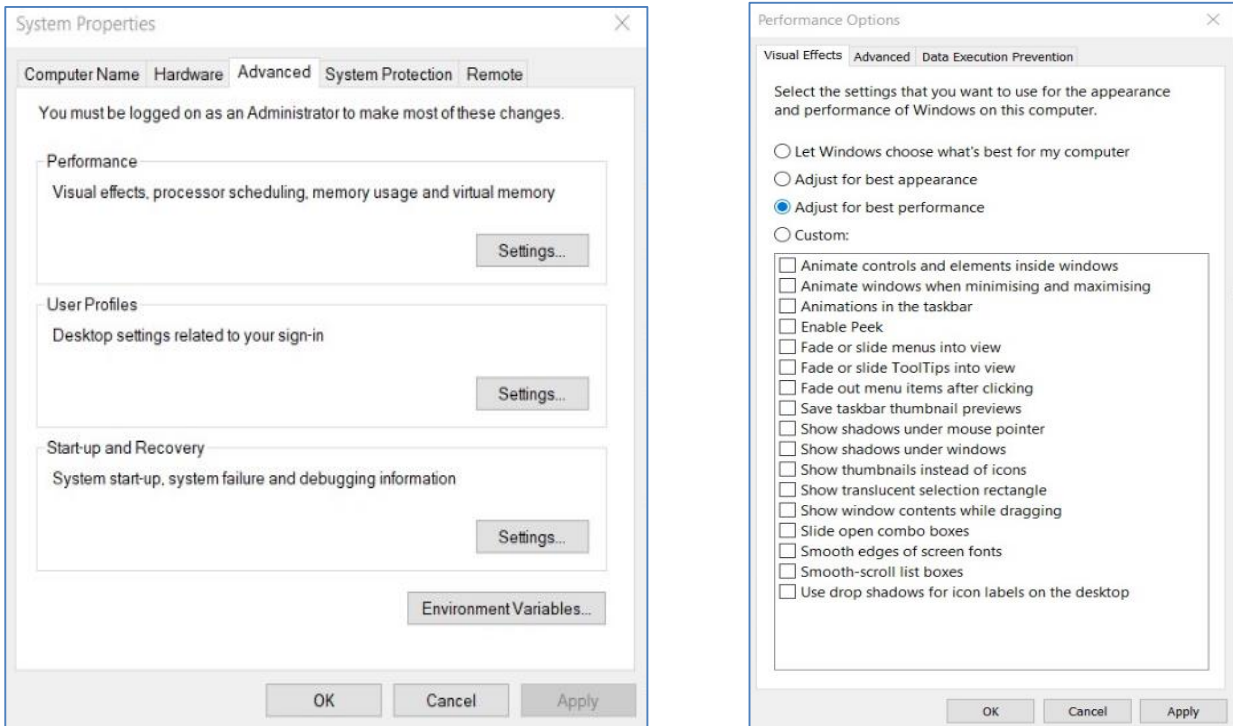 System Properties
Computer Name Hardware Advanced System Protection Remote
You must be logged on as an Administrator to make most of these changes.
Performance
Visual effects, processor scheduling, memory usage and virtual memory
Settings...
User Profiles
Desktop settings related to your sign-in
Settings...
Start-up and Recovery
System start-up, system failure and debugging information
Settings...
Environment Variables...
OK Cancel Apply
Performance Options
Visual Effects Advanced Data Execution Prevention
Select the settings that you want to use for the appearance
and performance of Windows on this computer.
Let Windows choose what's best for my computer
Adjust for best appearance
Adjust for best performance
Custom:
Animate controls and elements inside windows
Animate windows when minimising and maximising
Animations in the taskbar
Enable Peek
Fade or slide menus into view
Fade or slide ToolTips into view
Fade out menu items after clicking
Save taskbar thumbnail previews
Show shadows under mouse pointer
Show shadows under windows
Show thumbnails instead of icons
Show translucent selection rectangle
Show window contents while dragging
Slide open combo boxes
Smooth edges of screen fonts
Smooth-scroll list boxes
Use drop shadows for icon labels on the desktop
OK Cancel Apply